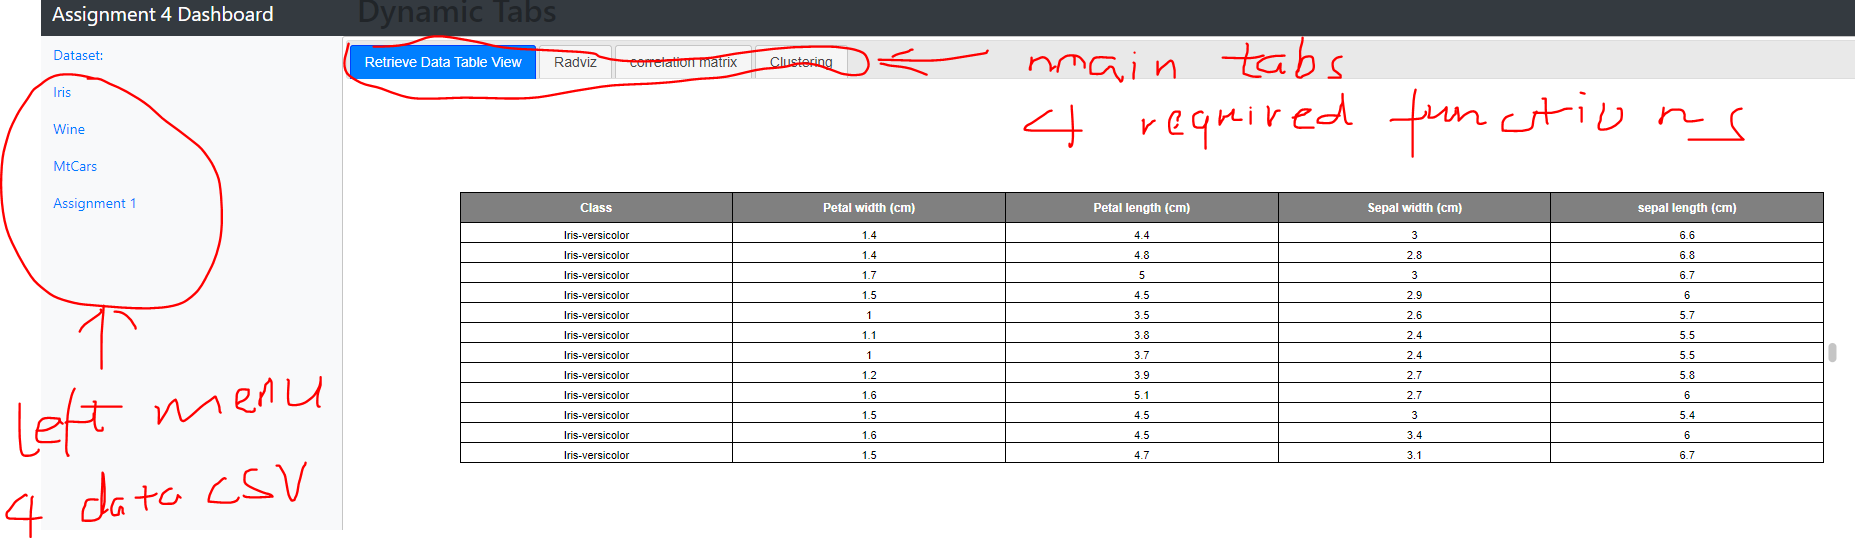 Assignment 4 Dashboard
Dynamic Tabs
Dataset:
Iris
Wine
MtCars
Assignment 1
Retrieve Data Table View Radviz correlation matrix Clustering
main tabs
4 required functions
left menu
4 data CSV
Class Petal width (cm) Petal length (cm) Sepal width (cm) sepal length (cm)
Iris-versicolor 1.4 4.4 3 6.6
Iris-versicolor 1.4 4.8 2.8 6.8
Iris-versicolor 1.7 5 3 6.7
Iris-versicolor 1.5 4.5 2.9 6
Iris-versicolor 1 3.5 2.6 5.7
Iris-versicolor 1.1 3.8 2.4 5.5
Iris-versicolor 1 3.7 2.4 5.5
Iris-versicolor 1.2 3.9 2.7 5.8
Iris-versicolor 1.6 5.1 2.7 6
Iris-versicolor 1.5 4.5 3 5.4
Iris-versicolor 1.6 4.5 3.4 6
Iris-versicolor 1.5 4.7 3.1 6.7